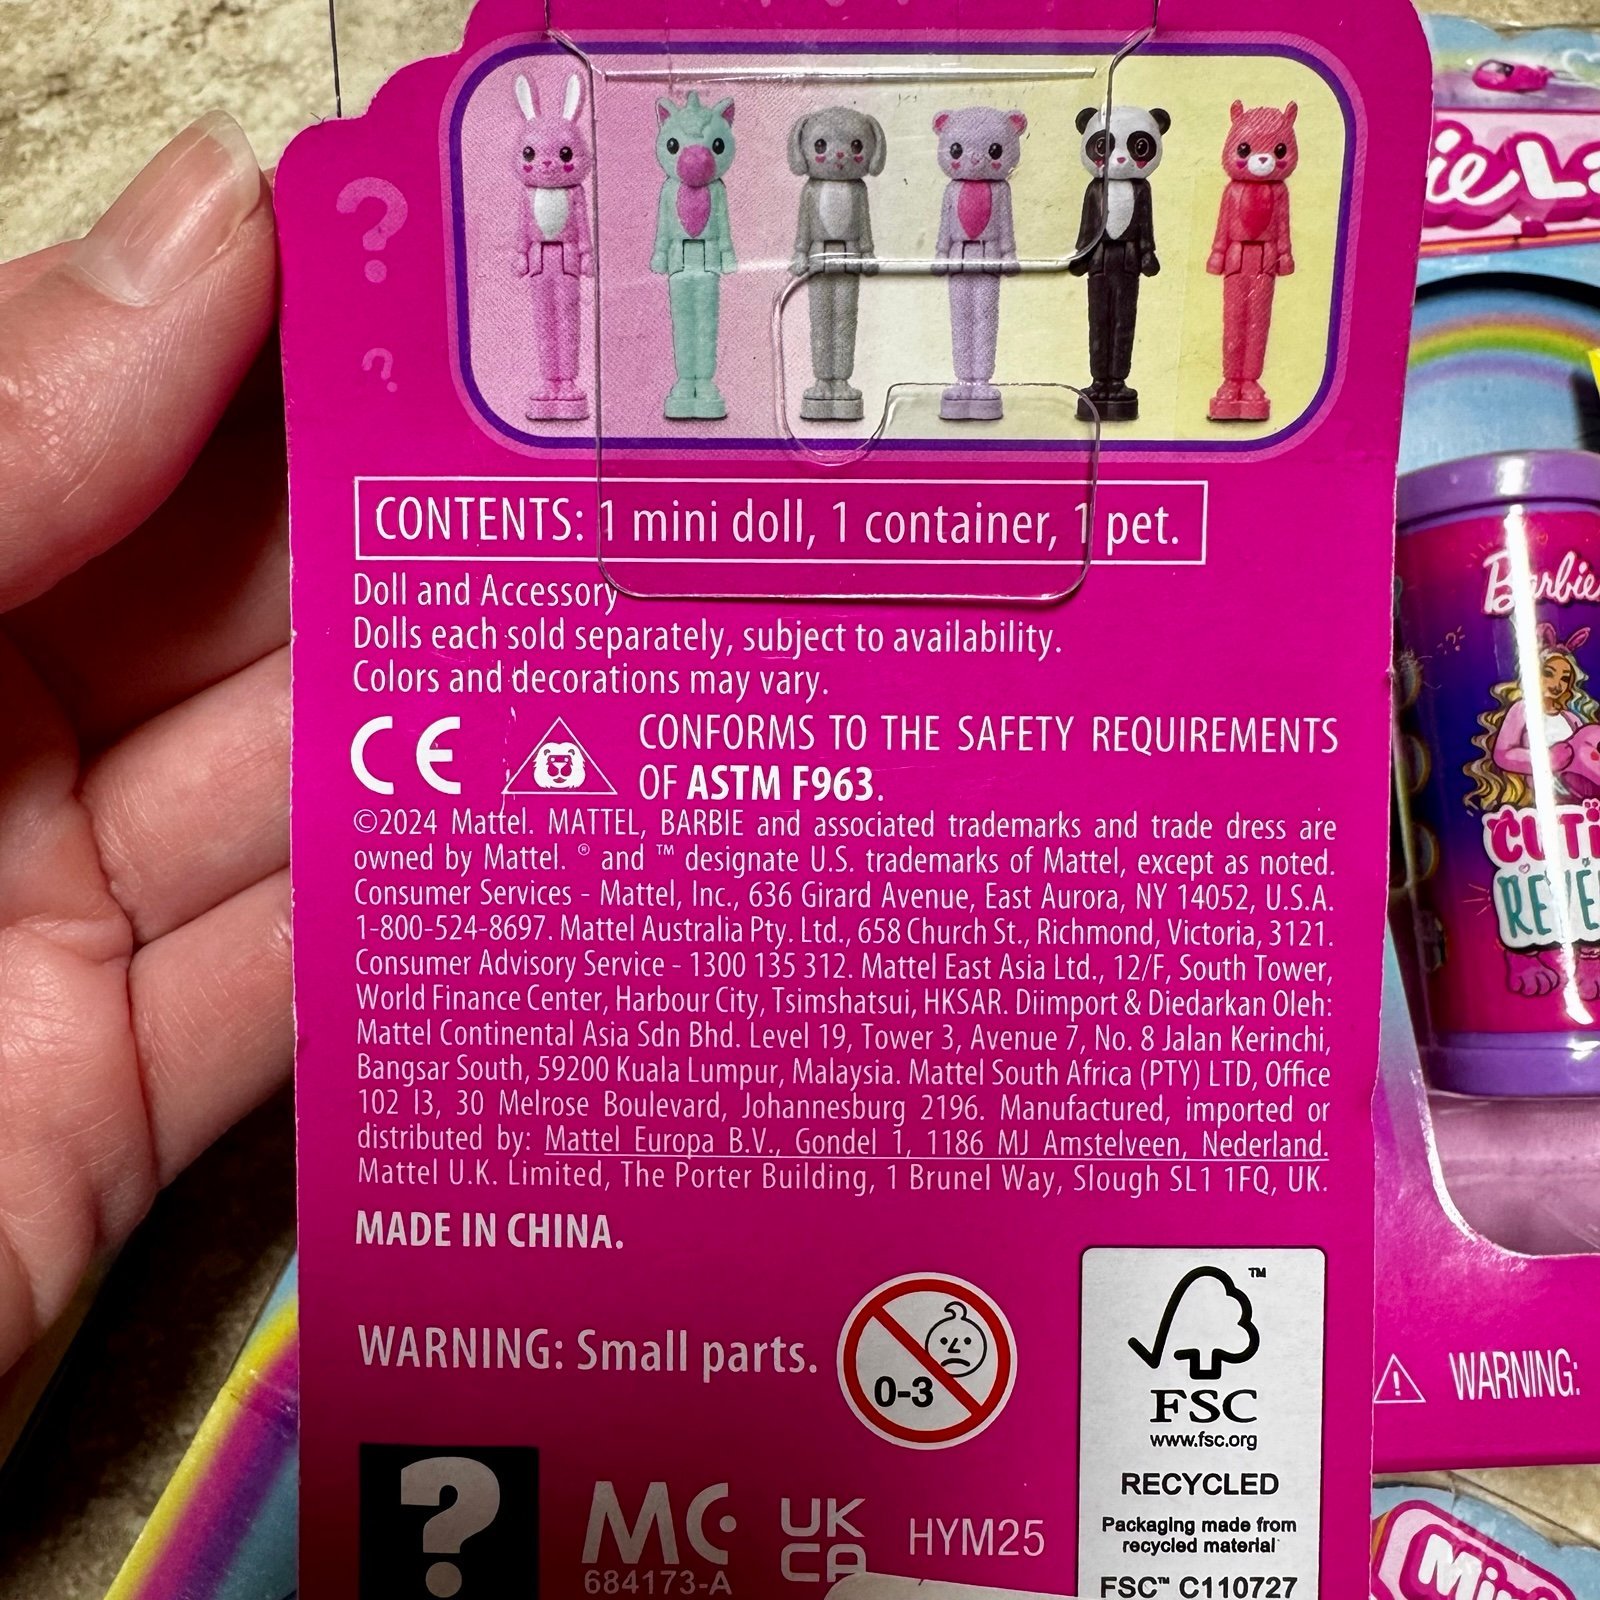 CONTENTS: 1 mini doll, 1 container, 1 pet.
Doll and Accessory
Dolls each sold separately, subject to availability.
Colors and decorations may vary.
CE
CONFORMS TO THE SAFETY REQUIREMENTS
OF ASTM F963.
©2024 Mattel. MATTEL, BARBIE and associated trademarks and trade dress are
owned by Mattel. ® and ™ designate U.S. trademarks of Mattel, except as noted.
Consumer Services - Mattel, Inc., 636 Girard Avenue, East Aurora, NY 14052, U.S.A.
1-800-524-8697. Mattel Australia Pty. Ltd., 658 Church St., Richmond, Victoria, 3121.
Consumer Advisory Service - 1300 135 312. Mattel East Asia Ltd., 12/F, South Tower,
World Finance Center, Harbour City, Tsimshatsui, HKSAR. Diimport & Diedarkan Oleh:
Mattel Continental Asia Sdn Bhd. Level 19, Tower 3, Avenue 7, No. 8 Jalan Kerinchi,
Bangsar South, 59200 Kuala Lumpur, Malaysia. Mattel South Africa (PTY) LTD, Office
102 I3, 30 Melrose Boulevard, Johannesburg 2196. Manufactured, imported or
distributed by: Mattel Europa B.V., Gondel 1, 1186 MJ Amstelveen, Nederland.
Mattel U.K. Limited, The Porter Building, 1 Brunel Way, Slough SL1 1FQ, UK.
MADE IN CHINA.
WARNING: Small parts.
0-3
?
MC
684173-A
UK
CA
HYM25
FSC™
www.fsc.org
RECYCLED
Packaging made from
recycled material
FSC™ C110727
Barbie
WARNING:
Mini